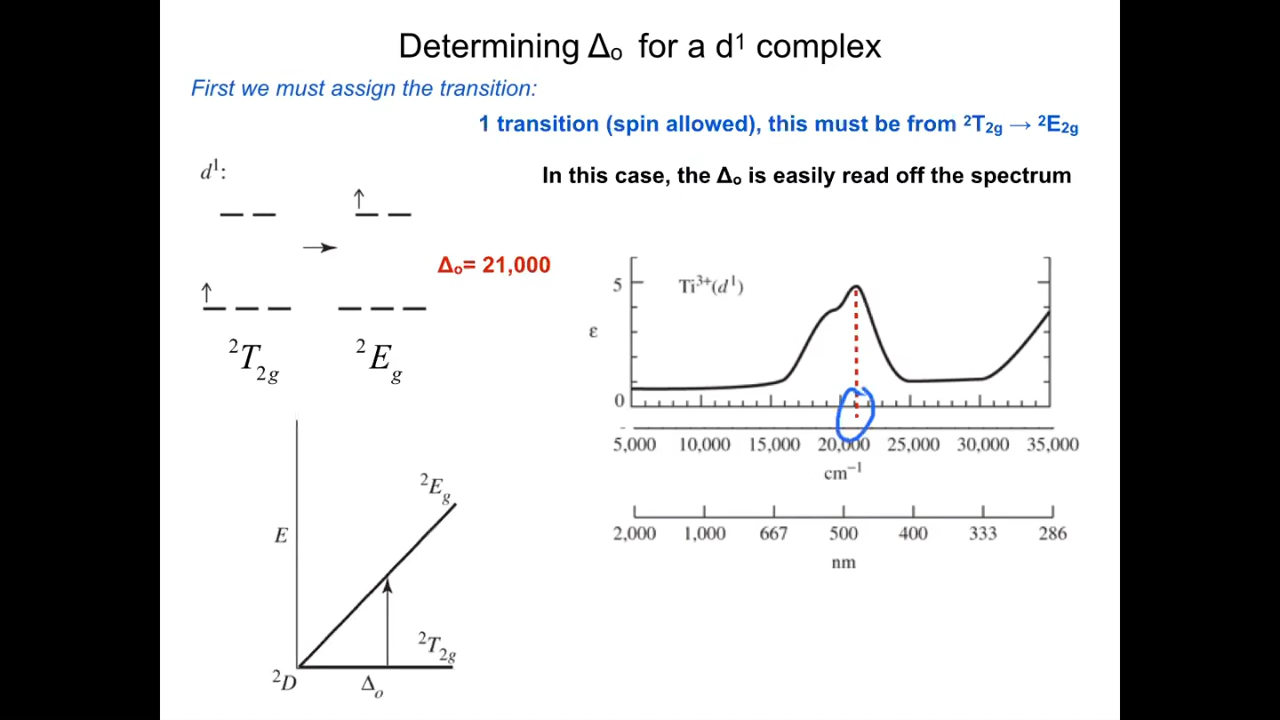 Determining Δₒ for a d¹ complex
First we must assign the transition:
1 transition (spin allowed), this must be from ²T₂g → ²E₂g
d¹:
In this case, the Δₒ is easily read off the spectrum
Δₒ= 21,000
²T₂g
²Eg
5
Ti³⁺(d¹)
ε
0
5,000 10,000 15,000 20,000 25,000 30,000 35,000
cm⁻¹
2,000 1,000 667 500 400 333 286
nm
²Eg
E
²T₂g
²D
Δₒ